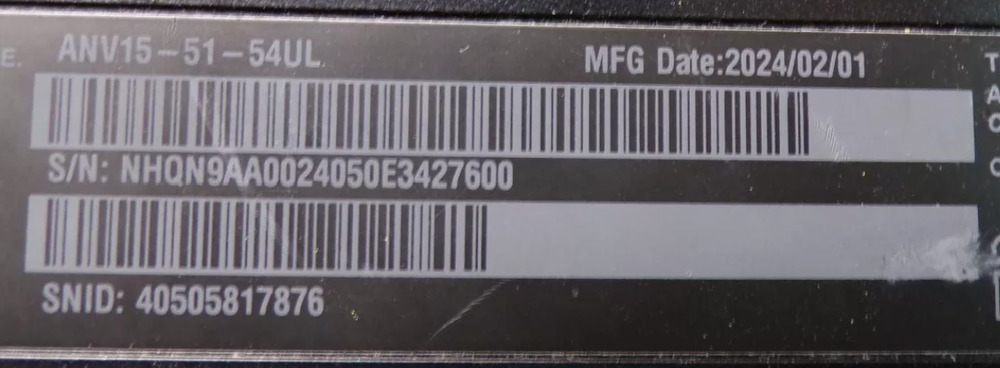 E. ANV15-51-54UL MFG Date:2024/02/01
S/N: NHQN9AA0024050E3427600
SNID: 40505817876